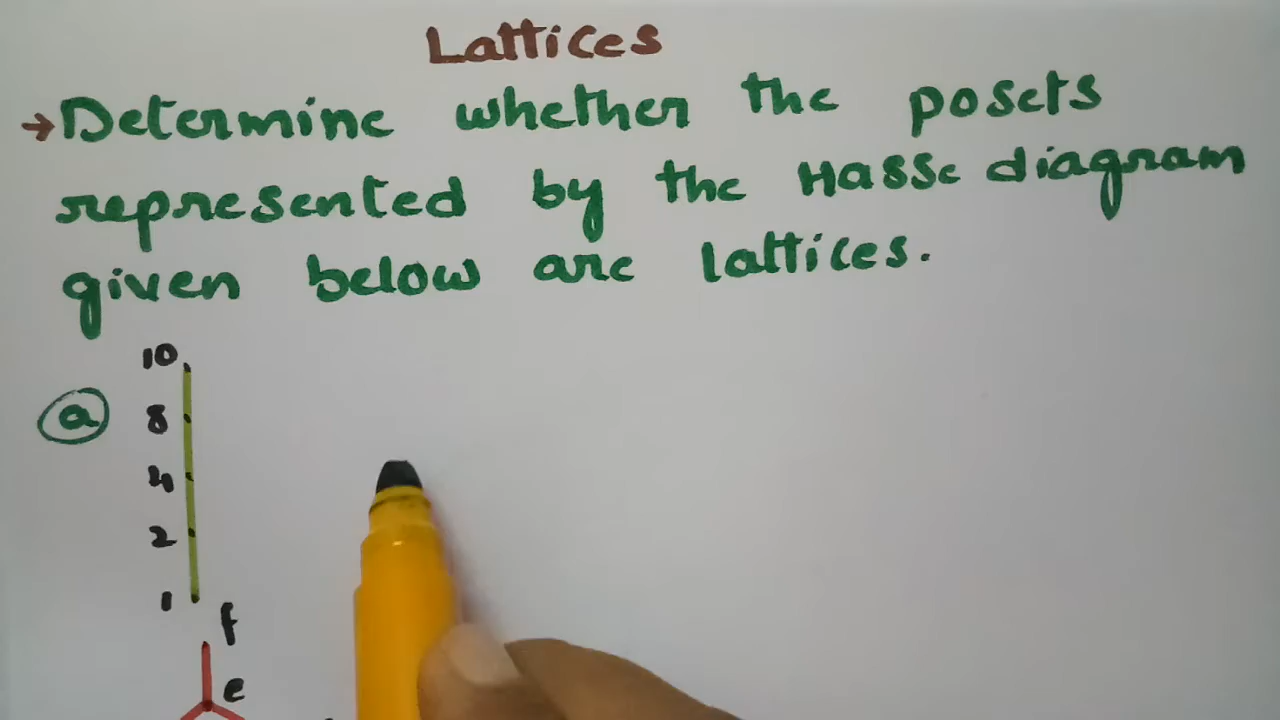 Lattices
→ Determine whether the posets
represented by the Hasse diagram
given below are lattices.
10
a 8
4
2
1
f
e